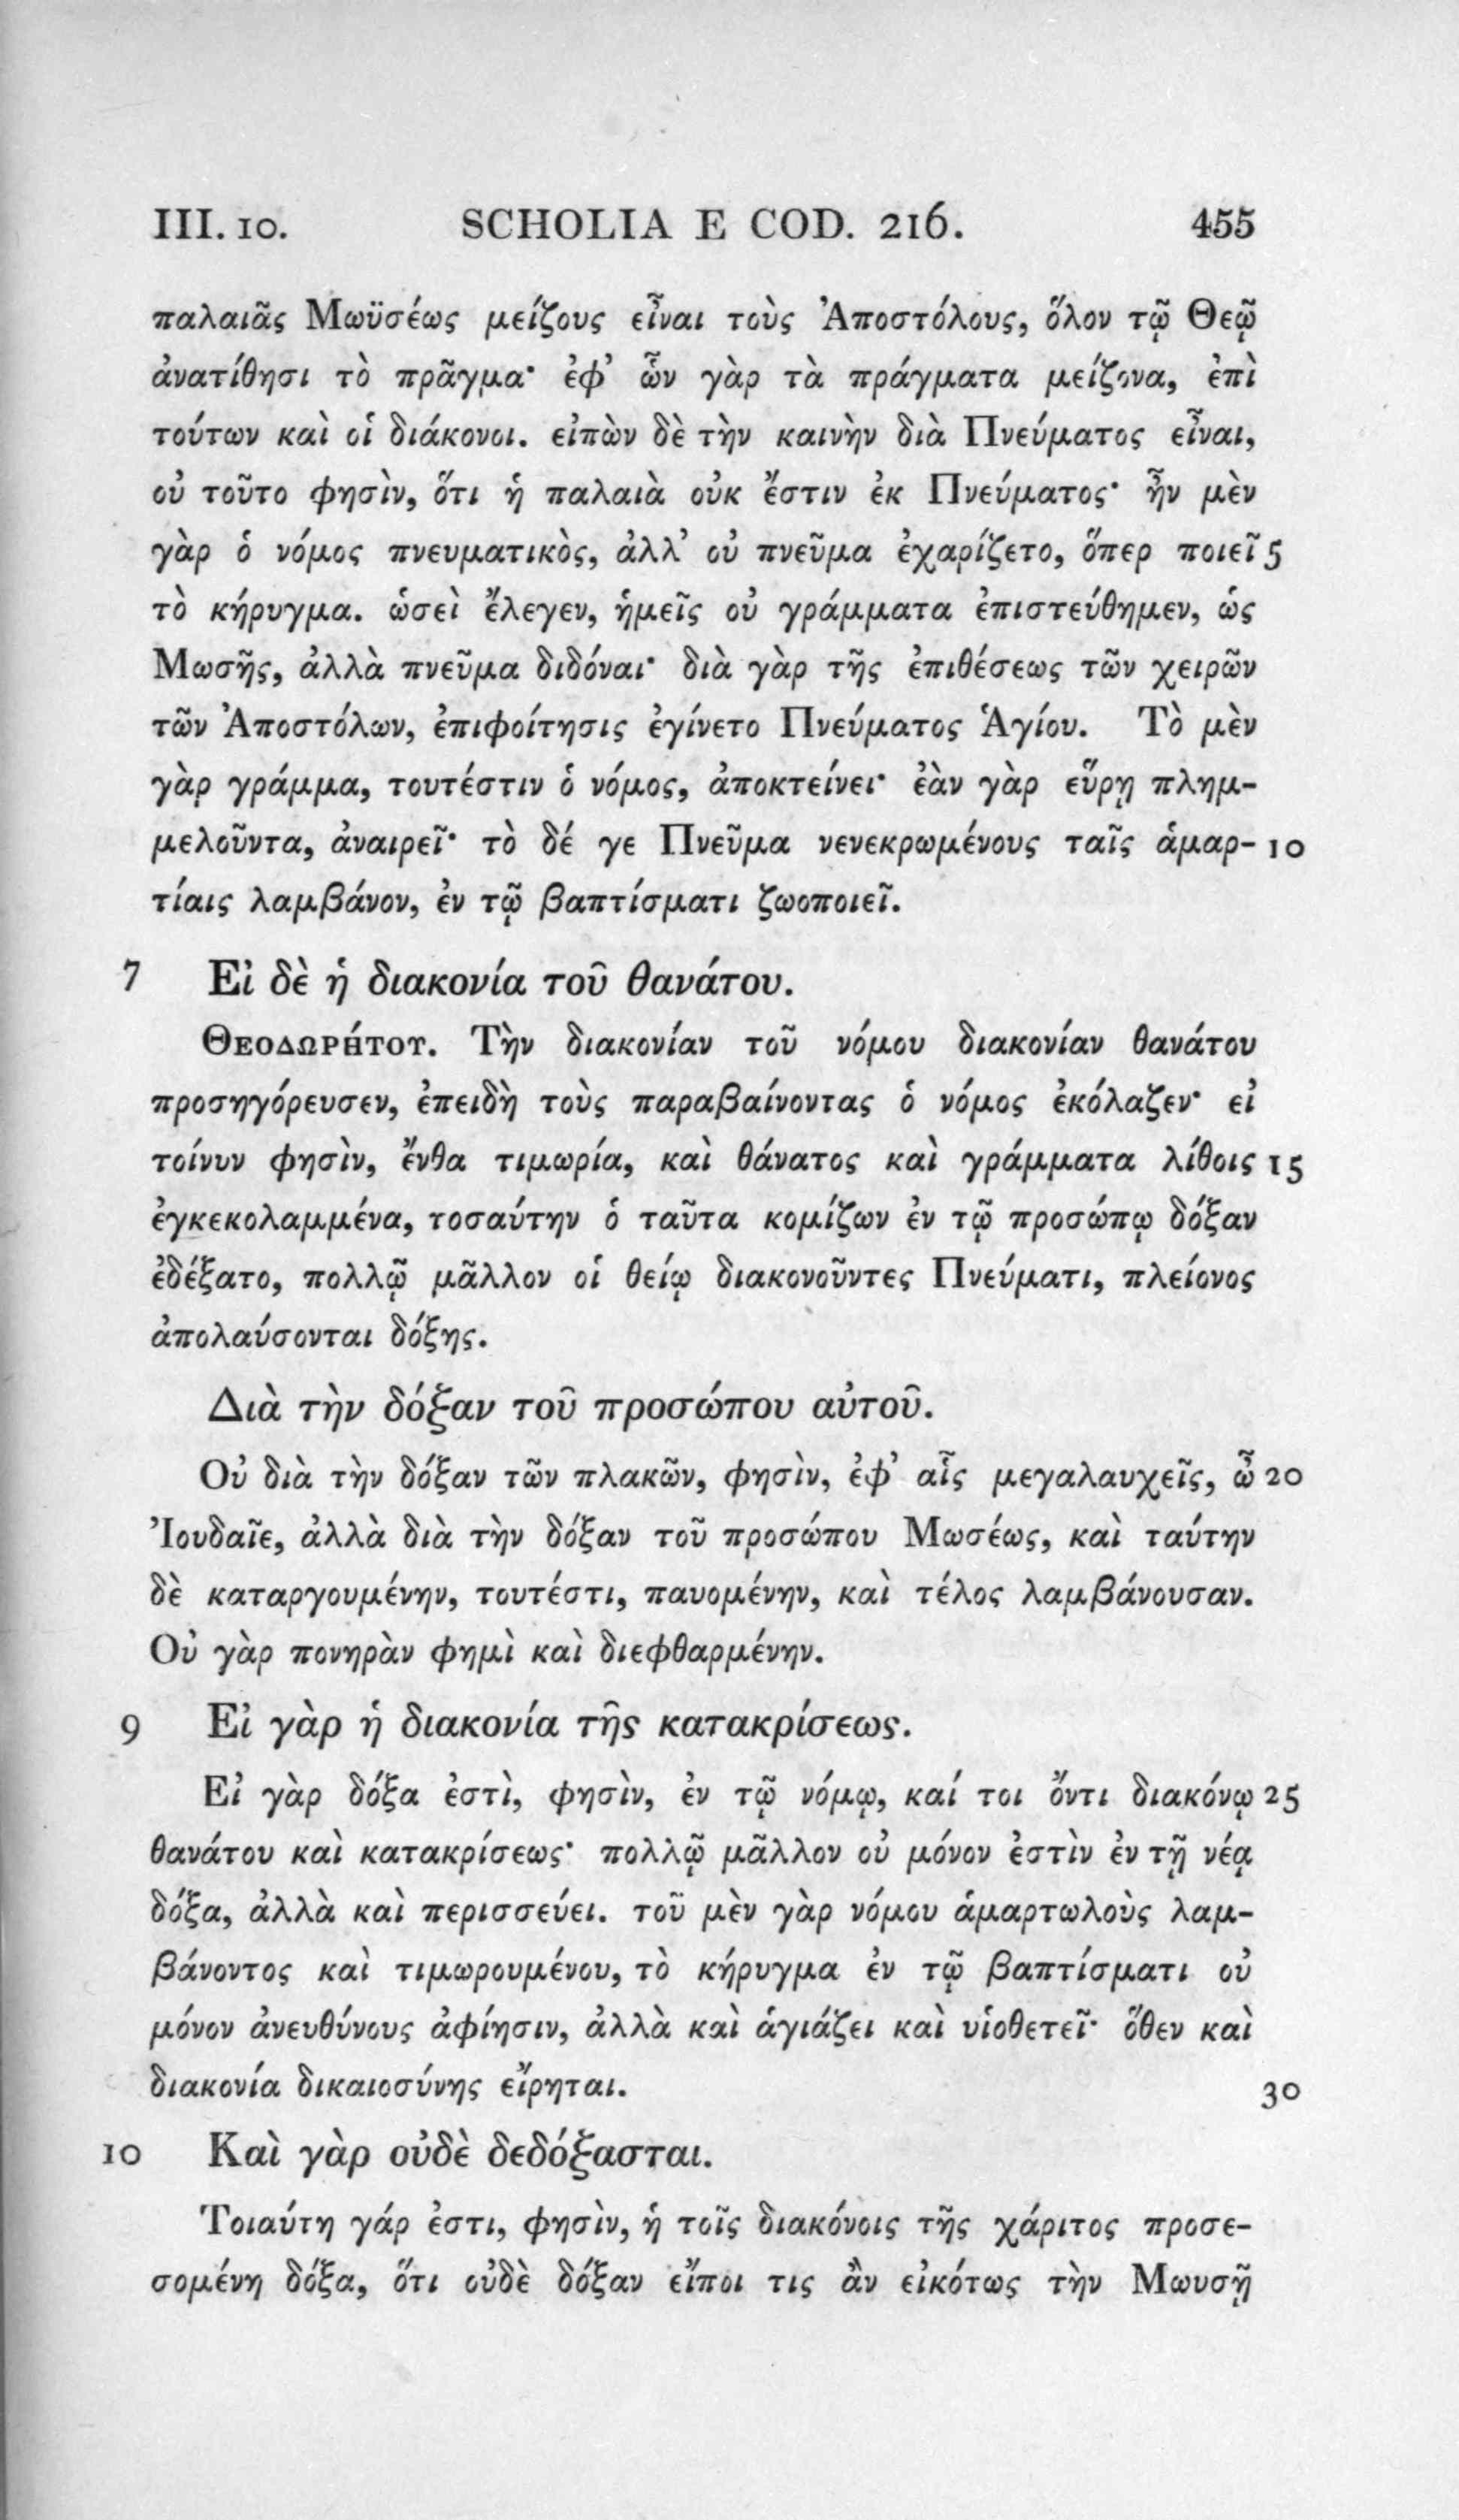 III. 10. SCHOLIA E COD. 216. 455
παλαιᾶς Μωϋσέως μείζους εἶναι τοὺς Ἀποστόλους, ὅλον τῷ Θεῷ
ἀνατίθησι τὸ πρᾶγμα· ἐφ’ ὧν γὰρ τὰ πράγματα μείζονα, ἐπὶ
τούτων καὶ οἱ διάκονοι. εἰπὼν δὲ τὴν καινὴν διὰ Πνεύματος εἶναι,
οὐ τοῦτο φησὶν, ὅτι ἡ παλαιὰ οὐκ ἔστιν ἐκ Πνεύματος· ἦν μὲν
γὰρ ὁ νόμος πνευματικὸς, ἀλλ’ οὐ πνεῦμα ἐχαρίζετο, ὅπερ ποιεῖ 5
τὸ κήρυγμα. ὡσεὶ ἔλεγεν, ἡμεῖς οὐ γράμματα ἐπιστεύθημεν, ὡς
Μωσῆς, ἀλλὰ πνεῦμα διδόναι· διὰ γὰρ τῆς ἐπιθέσεως τῶν χειρῶν
τῶν Ἀποστόλων, ἐπιφοίτησις ἐγίνετο Πνεύματος Ἁγίου. Τὸ μὲν
γὰρ γράμμα, τουτέστιν ὁ νόμος, ἀποκτείνει· ἐὰν γὰρ εὕρῃ πλημ-
μελοῦντα, ἀναιρεῖ· τὸ δέ γε Πνεῦμα νενεκρωμένους ταῖς ἁμαρ- 10
τίαις λαμβάνον, ἐν τῷ βαπτίσματι ζωοποιεῖ.
7 Εἰ δὲ ἡ διακονία τοῦ θανάτου.
ΘΕΟΔΩΡΉΤΟΥ. Τὴν διακονίαν τοῦ νόμου διακονίαν θανάτου
προσηγόρευσεν, ἐπειδὴ τοὺς παραβαίνοντας ὁ νόμος ἐκόλαζεν· εἰ
τοίνυν φησὶν, ἔνθα τιμωρία, καὶ θάνατος καὶ γράμματα λίθοις 15
ἐγκεκολαμμένα, τοσαύτην ὁ ταῦτα κομίζων ἐν τῷ προσώπῳ δόξαν
ἐδέξατο, πολλῷ μᾶλλον οἱ θείῳ διακονοῦντες Πνεύματι, πλείονος
ἀπολαύσονται δόξης.
Διὰ τὴν δόξαν τοῦ προσώπου αὐτοῦ.
Οὐ διὰ τὴν δόξαν τῶν πλακῶν, φησὶν, ἐφ’ αἷς μεγαλαυχεῖς, ὦ 20
Ἰουδαῖε, ἀλλὰ διὰ τὴν δόξαν τοῦ προσώπου Μωσέως, καὶ ταύτην
δὲ καταργουμένην, τουτέστι, παυομένην, καὶ τέλος λαμβάνουσαν.
Οὐ γὰρ πονηρὰν φημὶ καὶ διεφθαρμένην.
9 Εἰ γὰρ ἡ διακονία τῆς κατακρίσεως.
Εἰ γὰρ δόξα ἐστὶ, φησὶν, ἐν τῷ νόμῳ, καί τοι ὄντι διακόνῳ 25
θανάτου καὶ κατακρίσεως· πολλῷ μᾶλλον οὐ μόνον ἐστὶν ἐν τῇ νέᾳ
δόξα, ἀλλὰ καὶ περισσεύει. τοῦ μὲν γὰρ νόμου ἁμαρτωλοὺς λαμ-
βάνοντος καὶ τιμωρουμένου, τὸ κήρυγμα ἐν τῷ βαπτίσματι οὐ
μόνον ἀνευθύνους ἀφίησιν, ἀλλὰ καὶ ἁγιάζει καὶ υἱοθετεῖ· ὅθεν καὶ
διακονία δικαιοσύνης εἴρηται. 30
10 Καὶ γὰρ οὐδὲ δεδόξασται.
Τοιαύτη γάρ ἐστι, φησὶν, ἡ τοῖς διακόνοις τῆς χάριτος προσε-
σομένη δόξα, ὅτι οὐδὲ δόξαν εἴποι τις ἂν εἰκότως τὴν Μωυσῇ